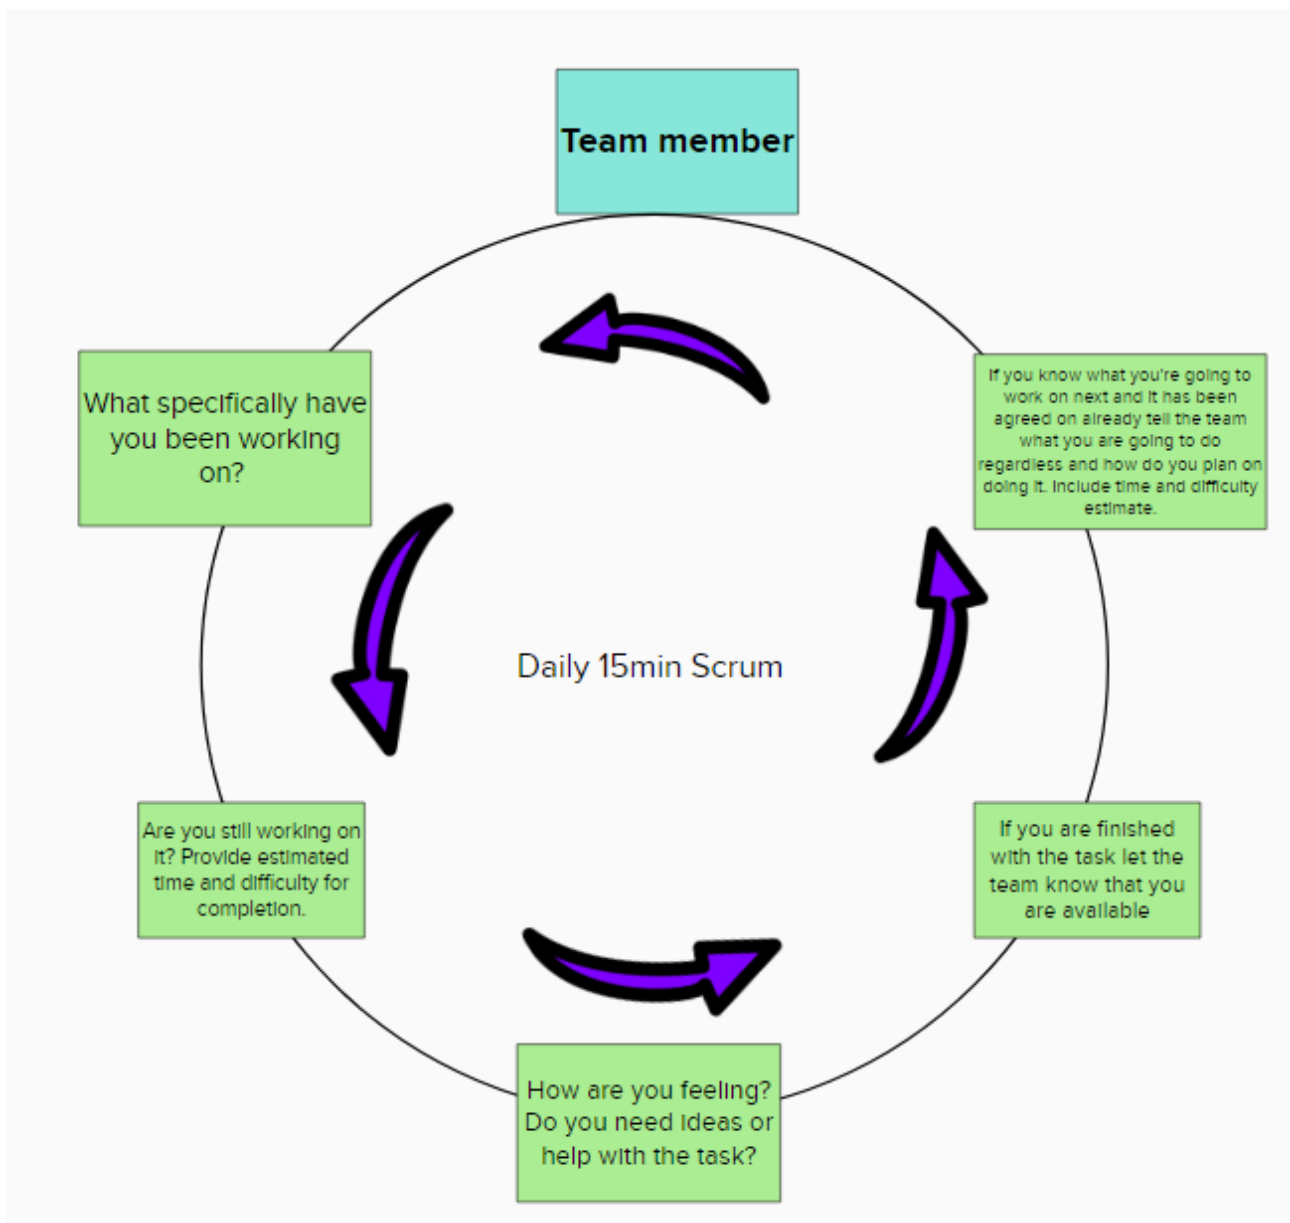 Team member
What specifically have
you been working
on?
Are you still working on
it? Provide estimated
time and difficulty for
completion.
How are you feeling?
Do you need ideas or
help with the task?
If you are finished
with the task let the
team know that you
are available
If you know what you're going to
work on next and it has been
agreed on already tell the team
what you are going to do
regardless and how do you plan on
doing it. Include time and difficulty
estimate.
Daily 15min Scrum